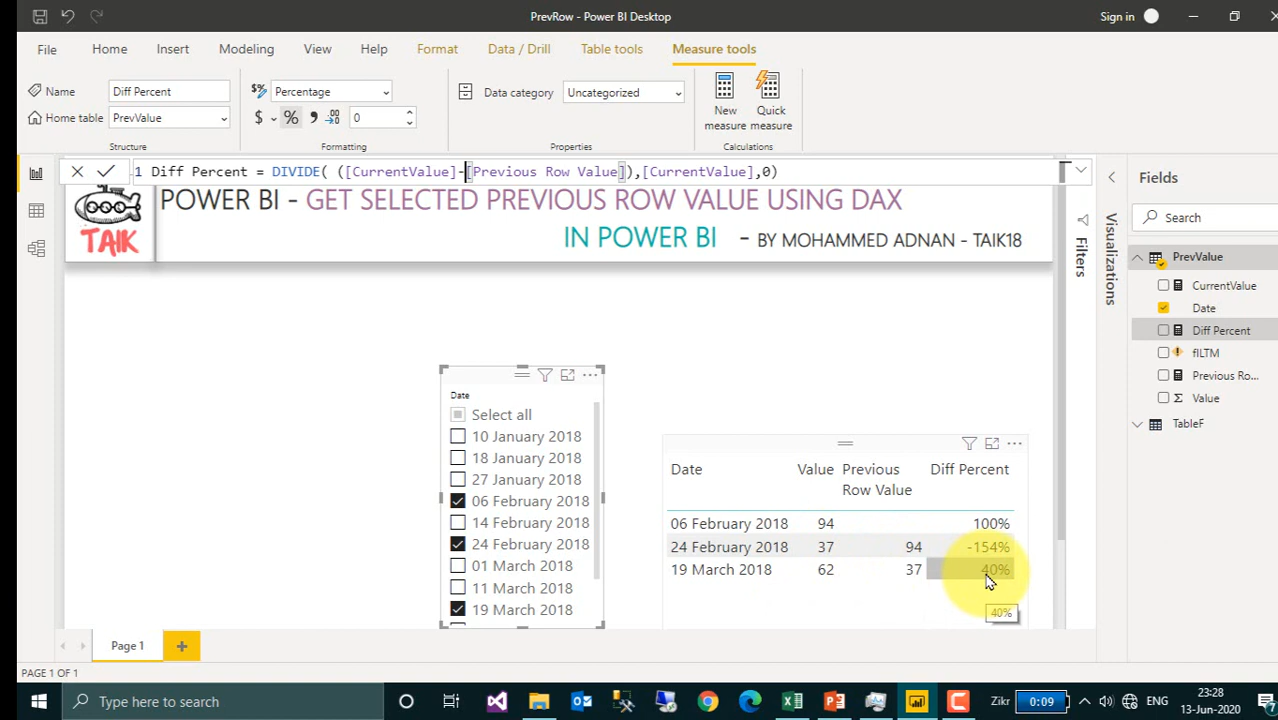 PrevRow - Power BI Desktop
Sign in
File
Home
Insert
Modeling
View
Help
Format
Data / Drill
Table tools
Measure tools
Name
Diff Percent
Home table
PrevValue
Structure
Percentage
$
%
0
Formatting
Data category
Uncategorized
Properties
New
measure
Quick
measure
Calculations
1 Diff Percent = DIVIDE( ([CurrentValue]-[Previous Row Value]),[CurrentValue],0)
TAIK
POWER BI - GET SELECTED PREVIOUS ROW VALUE USING DAX
IN POWER BI - BY MOHAMMED ADNAN - TAIK18
Date
Select all
10 January 2018
18 January 2018
27 January 2018
06 February 2018
14 February 2018
24 February 2018
01 March 2018
11 March 2018
19 March 2018
Date Value Previous Row Value Diff Percent
06 February 2018 94 100%
24 February 2018 37 94 -154%
19 March 2018 62 37 40%
40%
Filters
Visualizations
Fields
Search
PrevValue
CurrentValue
Date
Diff Percent
fILTM
Previous Ro...
Value
TableF
Page 1
PAGE 1 OF 1
Type here to search
Zikr
0:09
ENG
23:28
13-Jun-2020
7